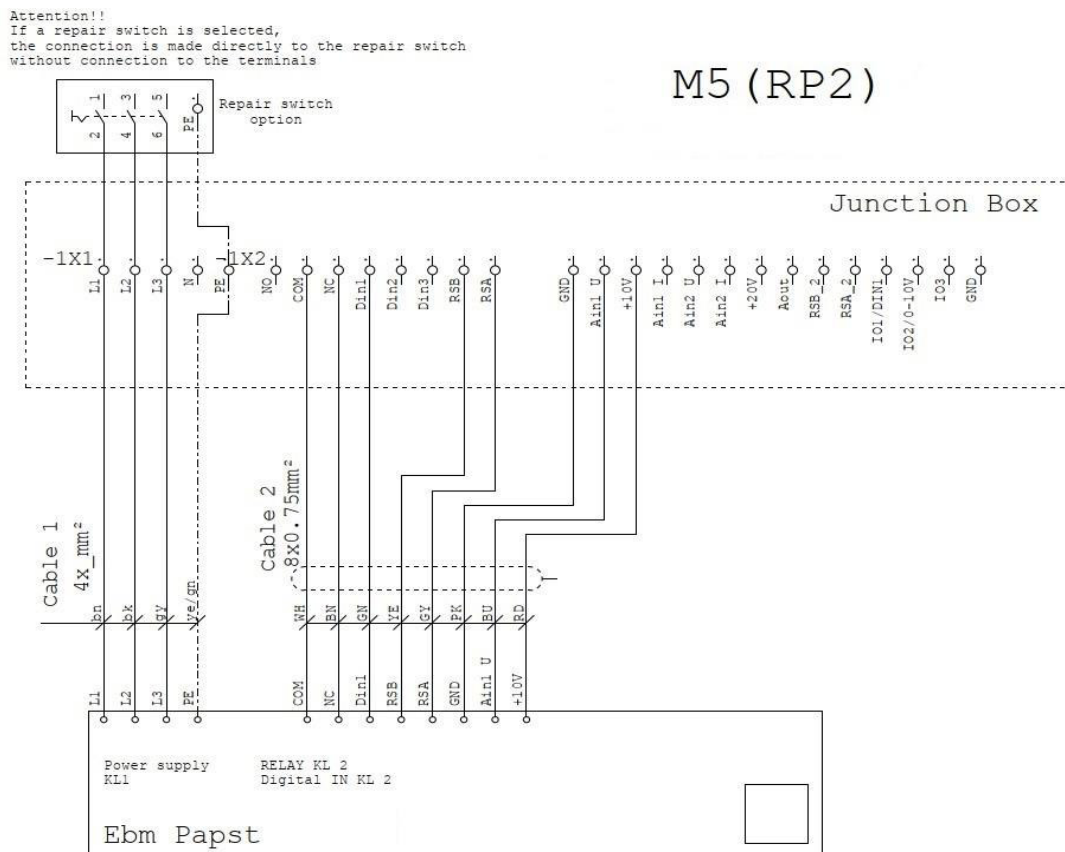 Attention!!
If a repair switch is selected,
the connection is made directly to the repair switch
without connection to the terminals
M5(RP2)
1 3 5
2 4 6 PE
Repair switch
option
Junction Box
-1X1
-1X2
L1 L2 L3 N PE NO COM NC Din1 Din2 Din3 RSB RSA GND Ain1 U +10V Ain1 I Ain2 U Ain2 I +20V Aout RSB_2 RSA_2 IO1/DIN1 IO2/0-10V IO3 GND
Cable 1
4x_mm²
Cable 2
8X0.75mm²
bn bk gy ye/gn WH BN GN YE GY PK BU RD
L1 L2 L3 PE COM NC Din1 RSB RSA GND Ain1 U +10V
Power supply
KL1
RELAY KL 2
Digital IN KL 2
Ebm Papst